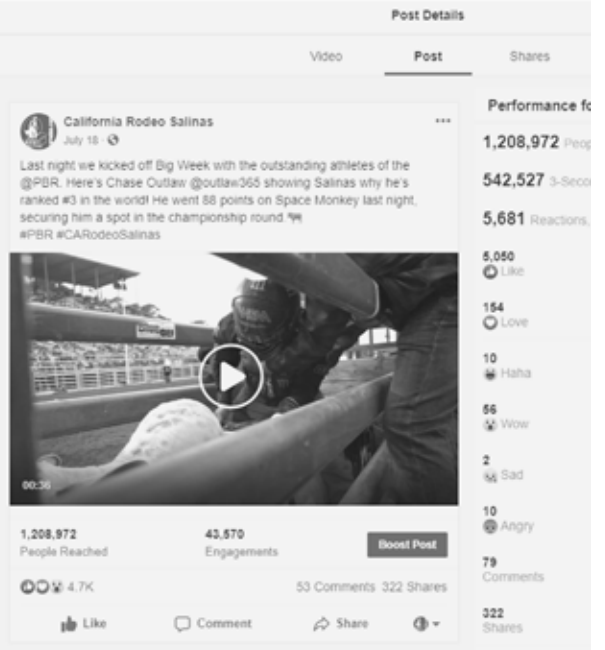 Post Details
Video Post Shares
California Rodeo Salinas
July 18
Last night we kicked off Big Week with the outstanding athletes of the
@PBR. Here's Chase Outlaw @outlaw365 showing Salinas why he's
ranked #3 in the world! He went 88 points on Space Monkey last night,
securing him a spot in the championship round
#PBR #CARodeoSalinas
00:36
1,208,972
People Reached
43,570
Engagements
Boost Post
4.7K
53 Comments 322 Shares
Like Comment Share
Performance fo
1,208,972 Peop
542,527 3-Seco
5,681 Reactions,
5,050
Like
154
Love
10
Haha
56
Wow
2
Sad
10
Angry
79
Comments
322
Shares